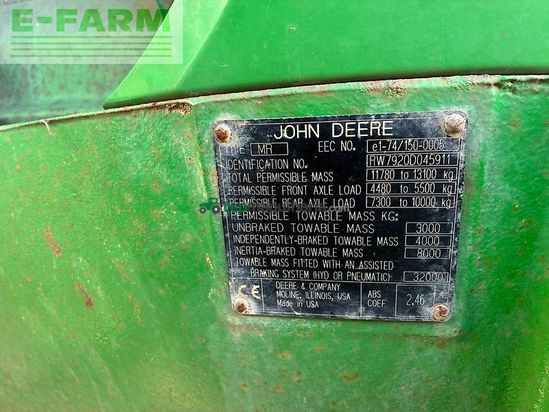 E-FARM
JOHN DEERE
TYPE MR EEC NO. e1-74/150-0006
IDENTIFICATION NO. RW7920D045911
TOTAL PERMISSIBLE MASS 11780 to 13100 kg
PERMISSIBLE FRONT AXLE LOAD 4480 to 5500 kg
PERMISSIBLE REAR AXLE LOAD 7300 to 10000 kg
PERMISSIBLE TOWABLE MASS KG:
UNBRAKED TOWABLE MASS 3000
INDEPENDENTLY-BRAKED TOWABLE MASS 4000
INERTIA-BRAKED TOWABLE MASS 8000
TOWABLE MASS FITTED WITH AN ASSISTED
BRAKING SYSTEM (HYD OR PNEUMATIC) 32000
CE DEERE & COMPANY ABS 2,46
MOLINE, ILLINOIS, USA COEF
Made in USA